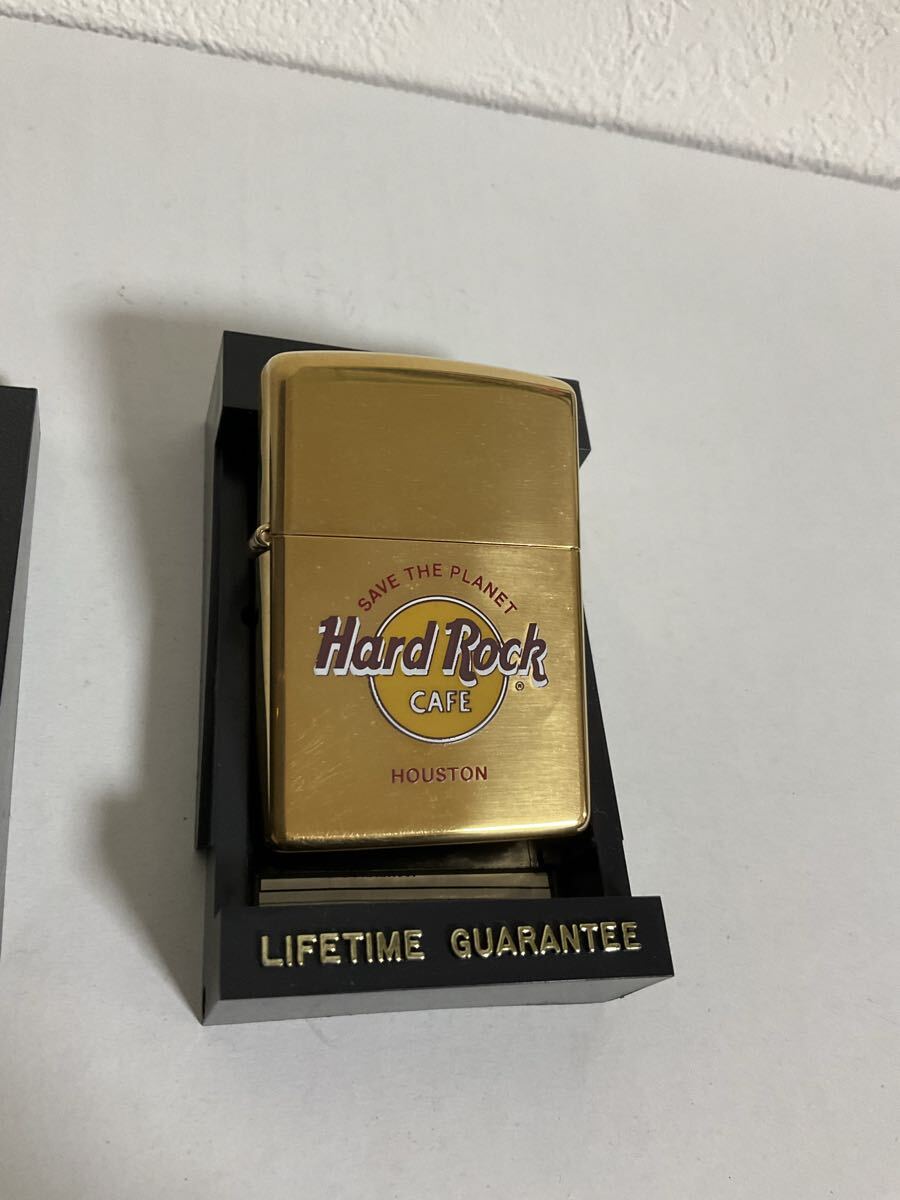 SAVE THE PLANET
Hard Rock
®
CAFE
HOUSTON
LIFETIME GUARANTEE